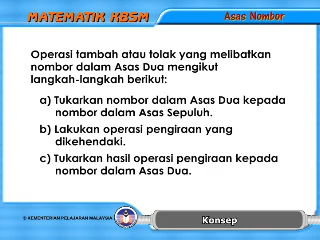 MATEMATIK KBSM
Asas Nombor
Operasi tambah atau tolak yang melibatkan
nombor dalam Asas Dua mengikut
langkah-langkah berikut:
a) Tukarkan nombor dalam Asas Dua kepada
nombor dalam Asas Sepuluh.
b) Lakukan operasi pengiraan yang
dikehendaki.
c) Tukarkan hasil operasi pengiraan kepada
nombor dalam Asas Dua.
© KEMENTERIAN PELAJARAN MALAYSIA
Konsep